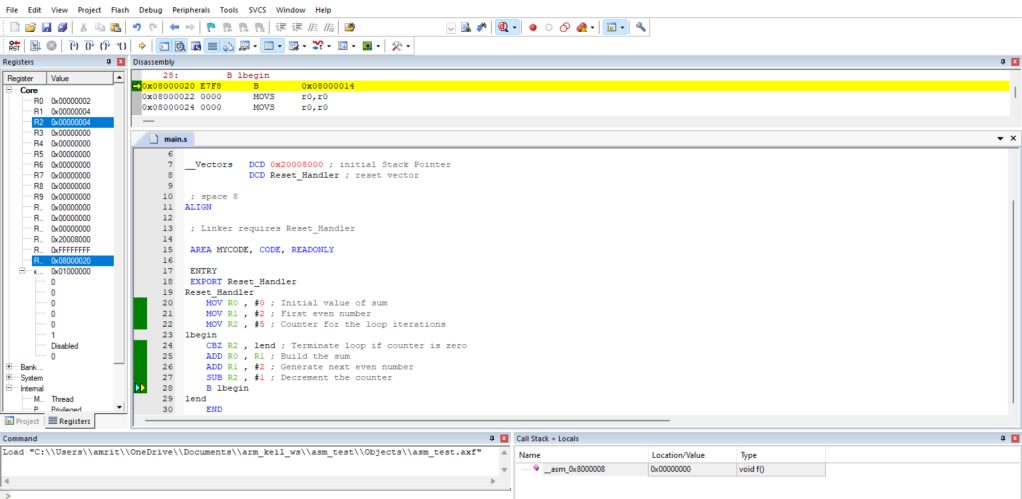 File Edit View Project Flash Debug Peripherals Tools SVCS Window Help
Registers
Register Value
Core
R0 0x00000002
R1 0x00000004
R2 0x00000004
R3 0x00000000
R4 0x00000000
R5 0x00000000
R6 0x00000000
R7 0x00000000
R8 0x00000000
R9 0x00000000
R... 0x00000000
R... 0x00000000
R... 0x00000000
R... 0x20008000
R... 0xFFFFFFFF
R... 0x08000020
x... 0x01000000
0
0
0
0
0
1
Disabled
0
Bank...
System
Internal
M... Thread
P... Privileged
Project Registers
Disassembly
28: B lbegin
0x08000020 E7F8 B 0x08000014
0x08000022 0000 MOVS r0,r0
0x08000024 0000 MOVS r0,r0
main.s
6
7 __Vectors DCD 0x20008000 ; initial Stack Pointer
8 DCD Reset_Handler ; reset vector
9
10 ; space 8
11 ALIGN
12
13 ; Linker requires Reset_Handler
14
15 AREA MYCODE, CODE, READONLY
16
17 ENTRY
18 EXPORT Reset_Handler
19 Reset_Handler
20 MOV R0 , #0 ; Initial value of sum
21 MOV R1 , #2 ; First even number
22 MOV R2 , #5 ; Counter for the loop iterations
23 lbegin
24 CBZ R2 , lend ; Terminate loop if counter is zero
25 ADD R0 , R1 ; Build the sum
26 ADD R1 , #2 ; Generate next even number
27 SUB R2 , #1 ; Decrement the counter
28 B lbegin
29 lend
30 END
Command
Load "C:\\Users\\amrit\\OneDrive\\Documents\\arm_keil_ws\\asm_test\\Objects\\asm_test.axf"
>
Call Stack + Locals
Name Location/Value Type
__asm_0x8000008 0x00000000 void f()